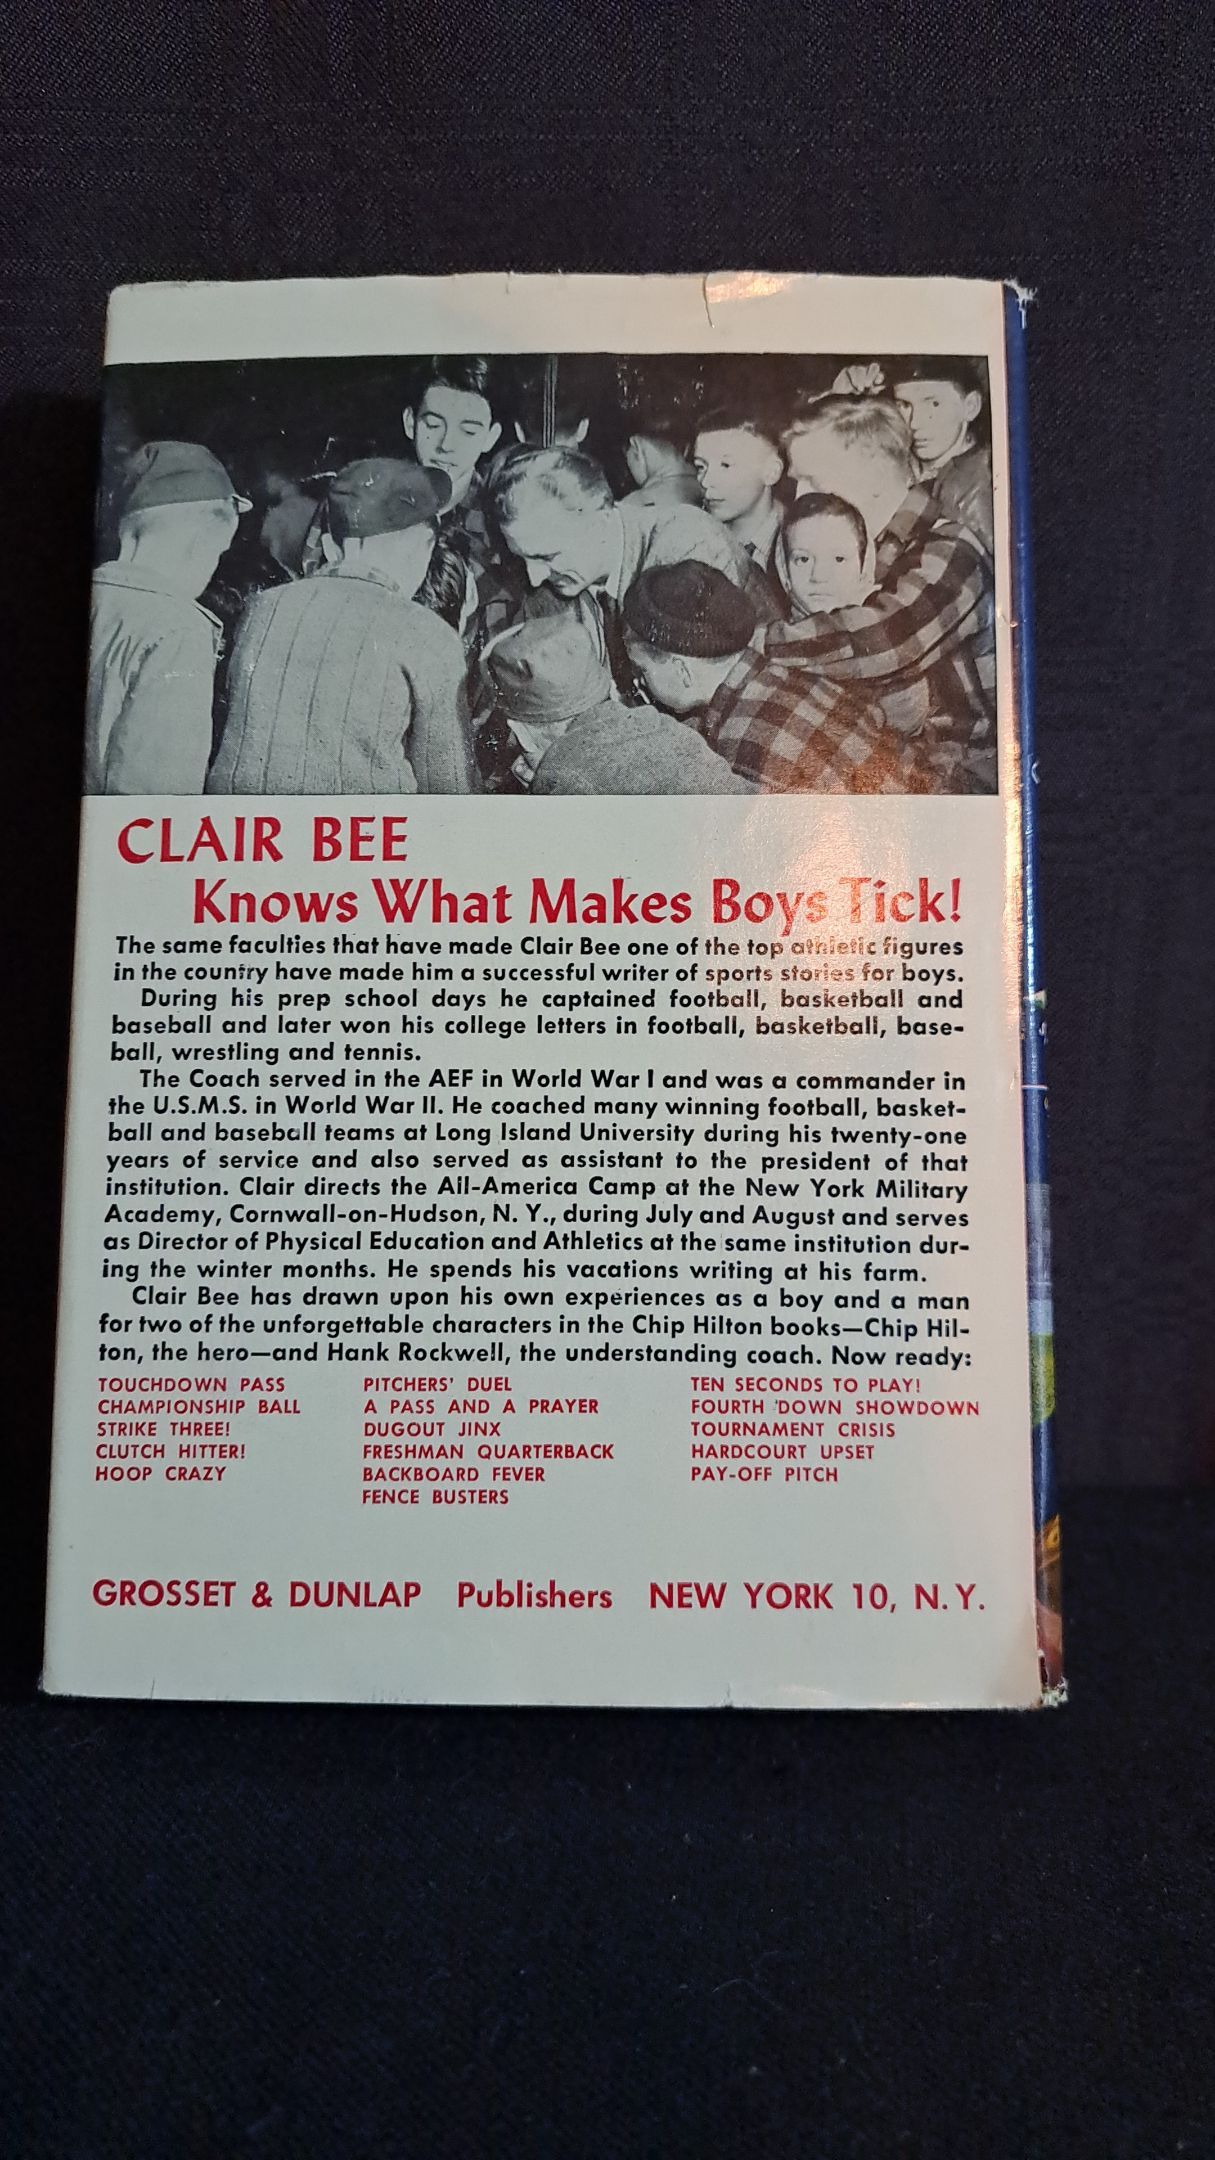 CLAIR BEE
Knows What Makes Boys Tick!
The same faculties that have made Clair Bee one of the top athletic figures
in the country have made him a successful writer of sports stories for boys.
During his prep school days he captained football, basketball and
baseball and later won his college letters in football, basketball, base-
ball, wrestling and tennis.
The Coach served in the AEF in World War I and was a commander in
the U.S.M.S. in World War II. He coached many winning football, basket-
ball and baseball teams at Long Island University during his twenty-one
years of service and also served as assistant to the president of that
institution. Clair directs the All-America Camp at the New York Military
Academy, Cornwall-on-Hudson, N. Y., during July and August and serves
as Director of Physical Education and Athletics at the same institution dur-
ing the winter months. He spends his vacations writing at his farm.
Clair Bee has drawn upon his own experiences as a boy and a man
for two of the unforgettable characters in the Chip Hilton books—Chip Hil-
ton, the hero—and Hank Rockwell, the understanding coach. Now ready:
TOUCHDOWN PASS
CHAMPIONSHIP BALL
STRIKE THREE!
CLUTCH HITTER!
HOOP CRAZY
PITCHERS' DUEL
A PASS AND A PRAYER
DUGOUT JINX
FRESHMAN QUARTERBACK
BACKBOARD FEVER
FENCE BUSTERS
TEN SECONDS TO PLAY!
FOURTH DOWN SHOWDOWN
TOURNAMENT CRISIS
HARDCOURT UPSET
PAY-OFF PITCH
GROSSET & DUNLAP Publishers NEW YORK 10, N. Y.